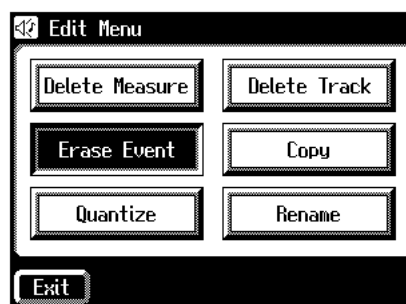 Edit Menu
Delete Measure
Delete Track
Erase Event
Copy
Quantize
Rename
Exit